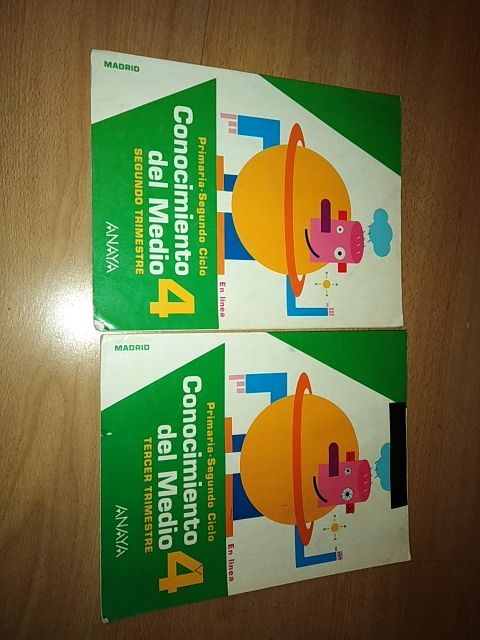 MADRID
Primaria·Segundo Ciclo
Conocimiento
del Medio 4
SEGUNDO TRIMESTRE
ANAYA
En línea
MADRID
Primaria·Segundo Ciclo
Conocimiento
del Medio 4
TERCER TRIMESTRE
ANAYA
En línea